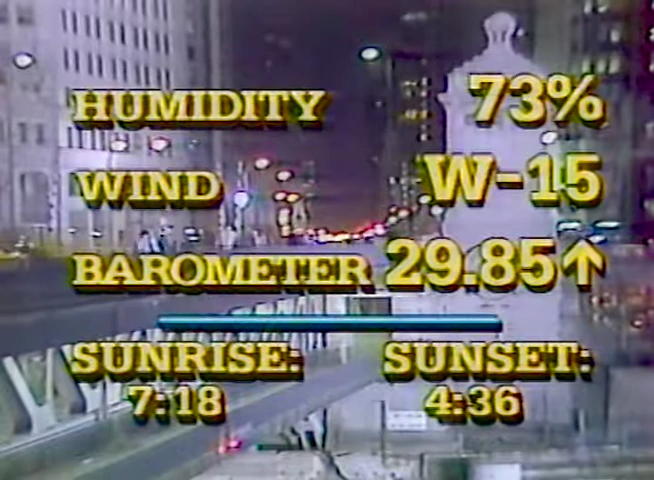 HUMIDITY 73%
WIND W-15
BAROMETER 29.85↑
SUNRISE: SUNSET:
7:18 4:36